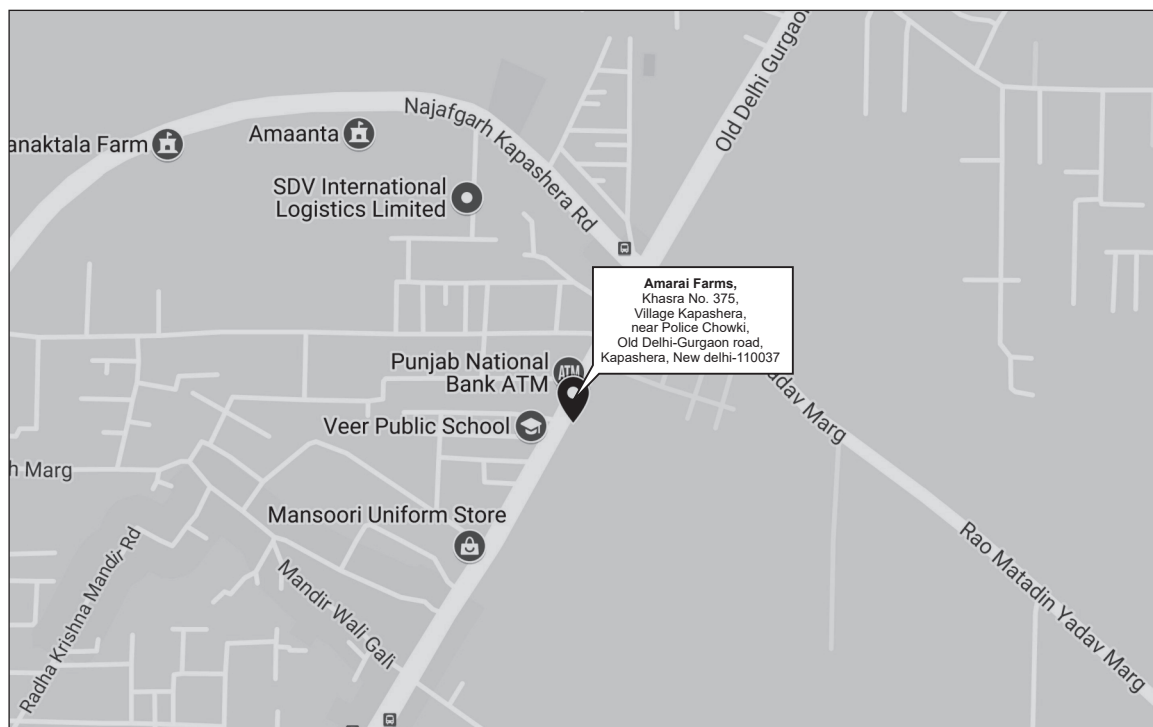 Old Delhi Gurgaon
Najafgarh Kapashera Rd
anaktala Farm
Amaanta
SDV International
Logistics Limited
Amarai Farms,
Khasra No. 375,
Village Kapashera,
near Police Chowki,
Old Delhi-Gurgaon road,
Kapashera, New delhi-110037
Punjab National
Bank ATM
ATM
adav Marg
Veer Public School
h Marg
Mansoori Uniform Store
Radha Krishna Mandir Rd
Mandir Wali Gali
Rao Matadin Yadav Marg